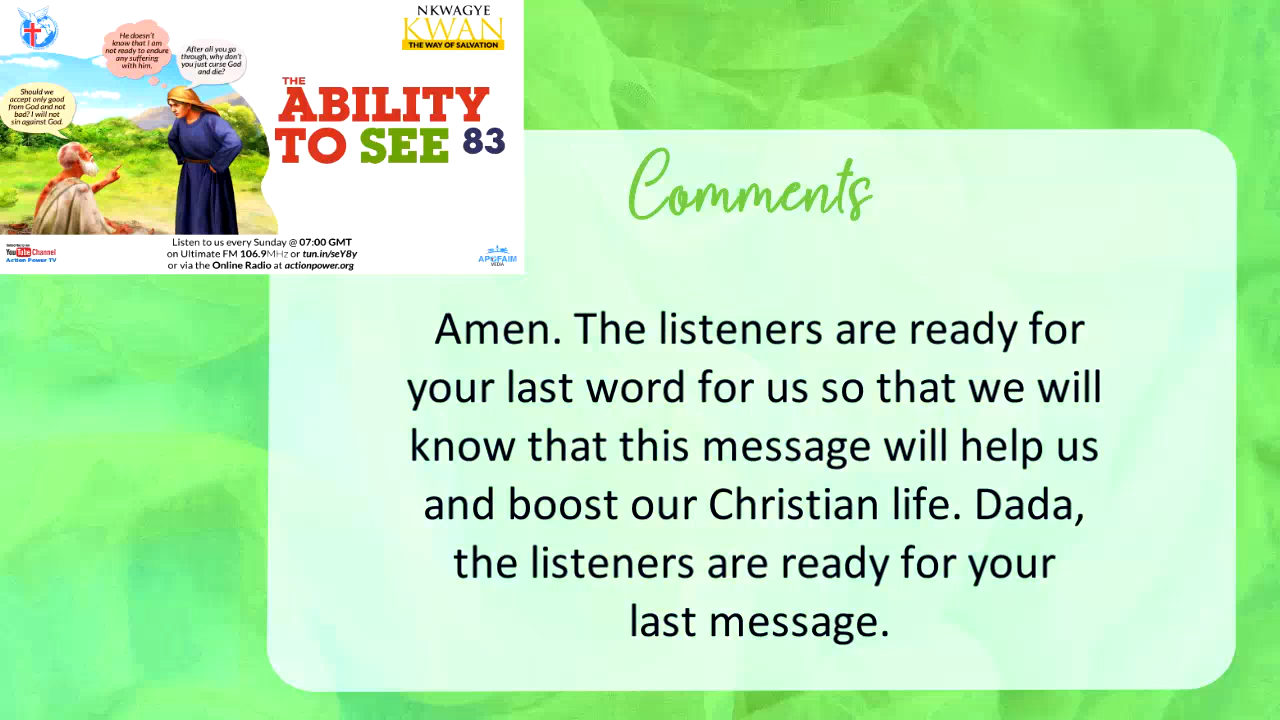 NKWAGYE
KWAN
THE WAY OF SALVATION
He doesn't
know that I am
not ready to endure
any suffering
with him.
After all you go
through, why don't
you just curse God
and die?
Should we
accept only good
from God and not
bad? I will not
sin against God.
THE
ABILITY
TO SEE 83
Listen to us every Sunday @ 07:00 GMT
on Ultimate FM 106.9MHz or tun.in/seY8y
or via the Online Radio at actionpower.org
YouTube Channel
Action Power TV
APOFAIM
MEDIA
Comments
Amen. The listeners are ready for
your last word for us so that we will
know that this message will help us
and boost our Christian life. Dada,
the listeners are ready for your
last message.